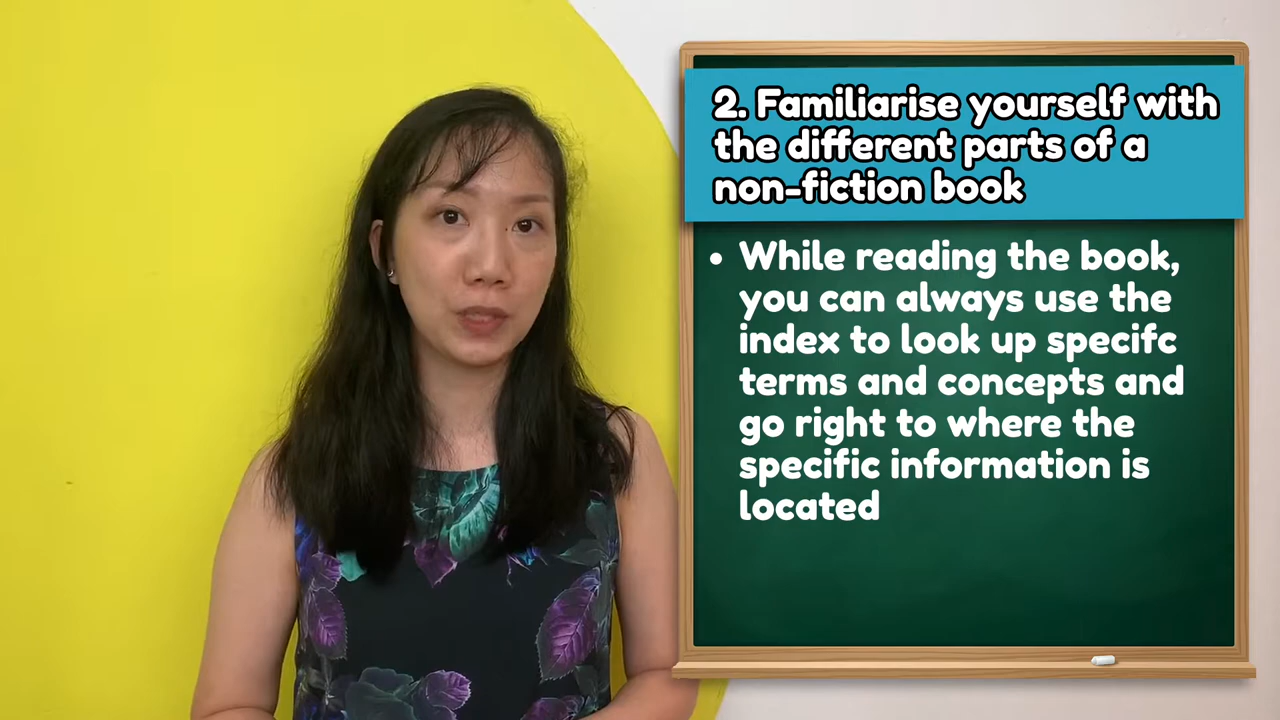 2. Familiarise yourself with
the different parts of a
non-fiction book
• While reading the book,
you can always use the
index to look up specifc
terms and concepts and
go right to where the
specific information is
located